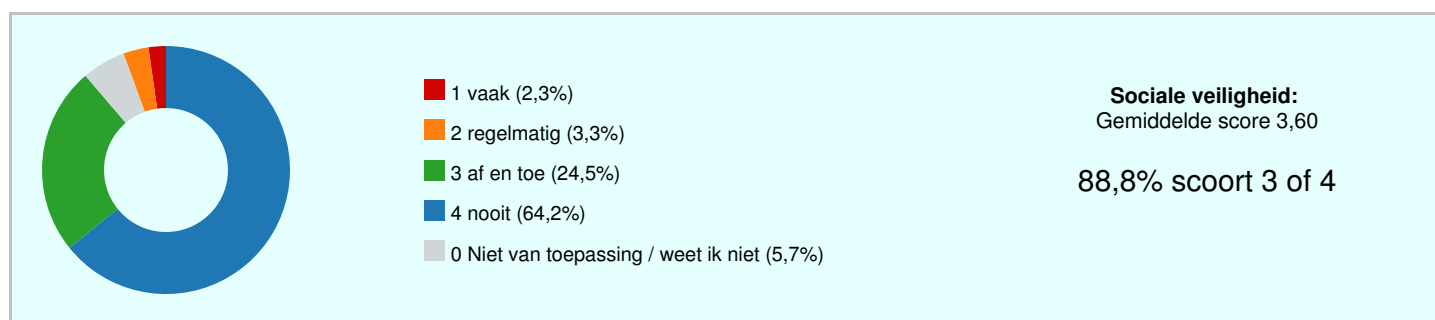 1 vaak (2,3%)
2 regelmatig (3,3%)
3 af en toe (24,5%)
4 nooit (64,2%)
0 Niet van toepassing / weet ik niet (5,7%)
Sociale veiligheid:
Gemiddelde score 3,60
88,8% scoort 3 of 4